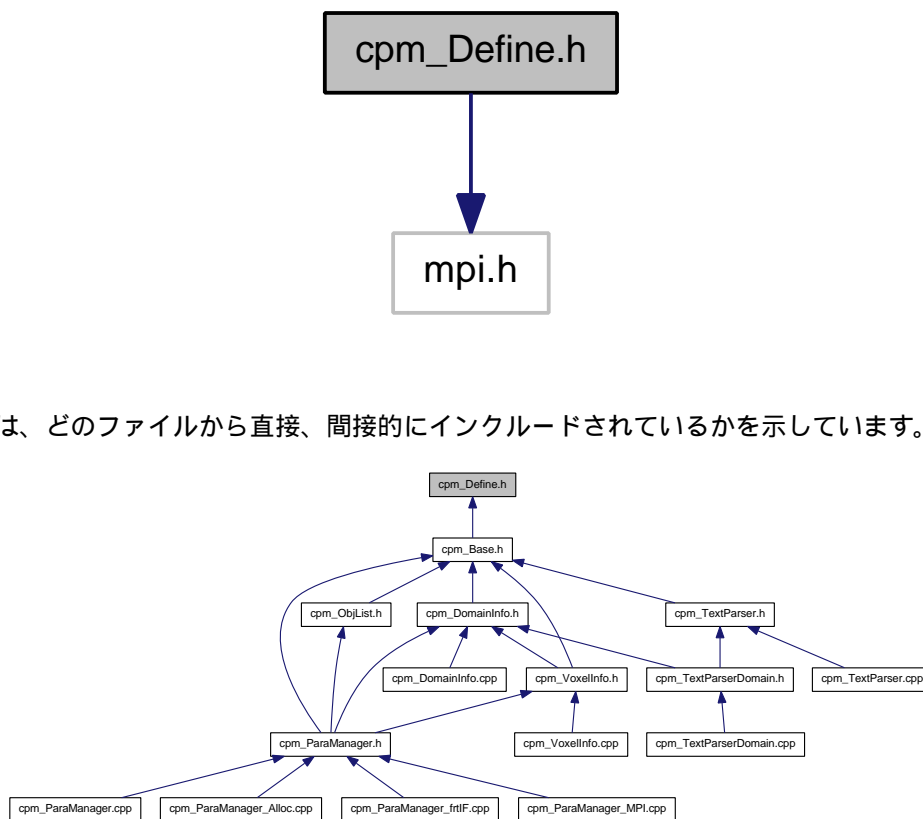 cpm_Define.h
mpi.h
は、どのファイルから直接、間接的にインクルードされているかを示しています。
cpm_Define.h
cpm_Base.h
cpm_ObjList.h
cpm_DomainInfo.h
cpm_TextParser.h
cpm_DomainInfo.cpp
cpm_VoxelInfo.h
cpm_TextParserDomain.h
cpm_TextParser.cpp
cpm_ParaManager.h
cpm_VoxelInfo.cpp
cpm_TextParserDomain.cpp
cpm_ParaManager.cpp
cpm_ParaManager_Alloc.cpp
cpm_ParaManager_frtIF.cpp
cpm_ParaManager_MPI.cpp